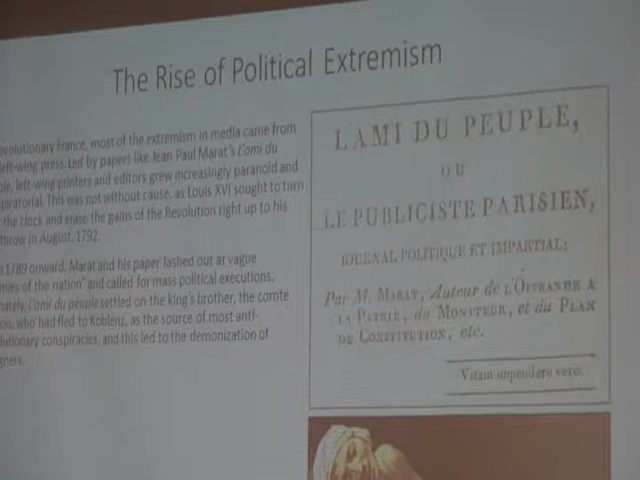 The Rise of Political Extremism
evolutionary France, most of the extremism in media came from
left-wing press. Led by papers like Jean Paul Marat's L'ami du
ple, left-wing printers and editors grew increasingly paranoid and
spiratorial. This was not without cause, as Louis XVI sought to turn
the clock and erase the gains of the Revolution right up to his
throw in August, 1792
1789 onward, Marat and his paper lashed out at vague
mies of the nation" and called for mass political executions.
mately, L'ami du people settled on the king's brother, the comte
who had fled to Koblenz, as the source of most anti-
lutionary conspiracies, and this led to the demonization of
gners.
L'AMI DU PEUPLE,
OU
LE PUBLICISTE PARISIEN,
JOURNAL POLITIQUE ET IMPARTIAL;
Par M. MARAT, Auteur de L'OFFRANDE A
LA PATRIE, du MONITEUR, et du PLAN
DE CONSTITUTION, etc.
Vitam impendere vero.